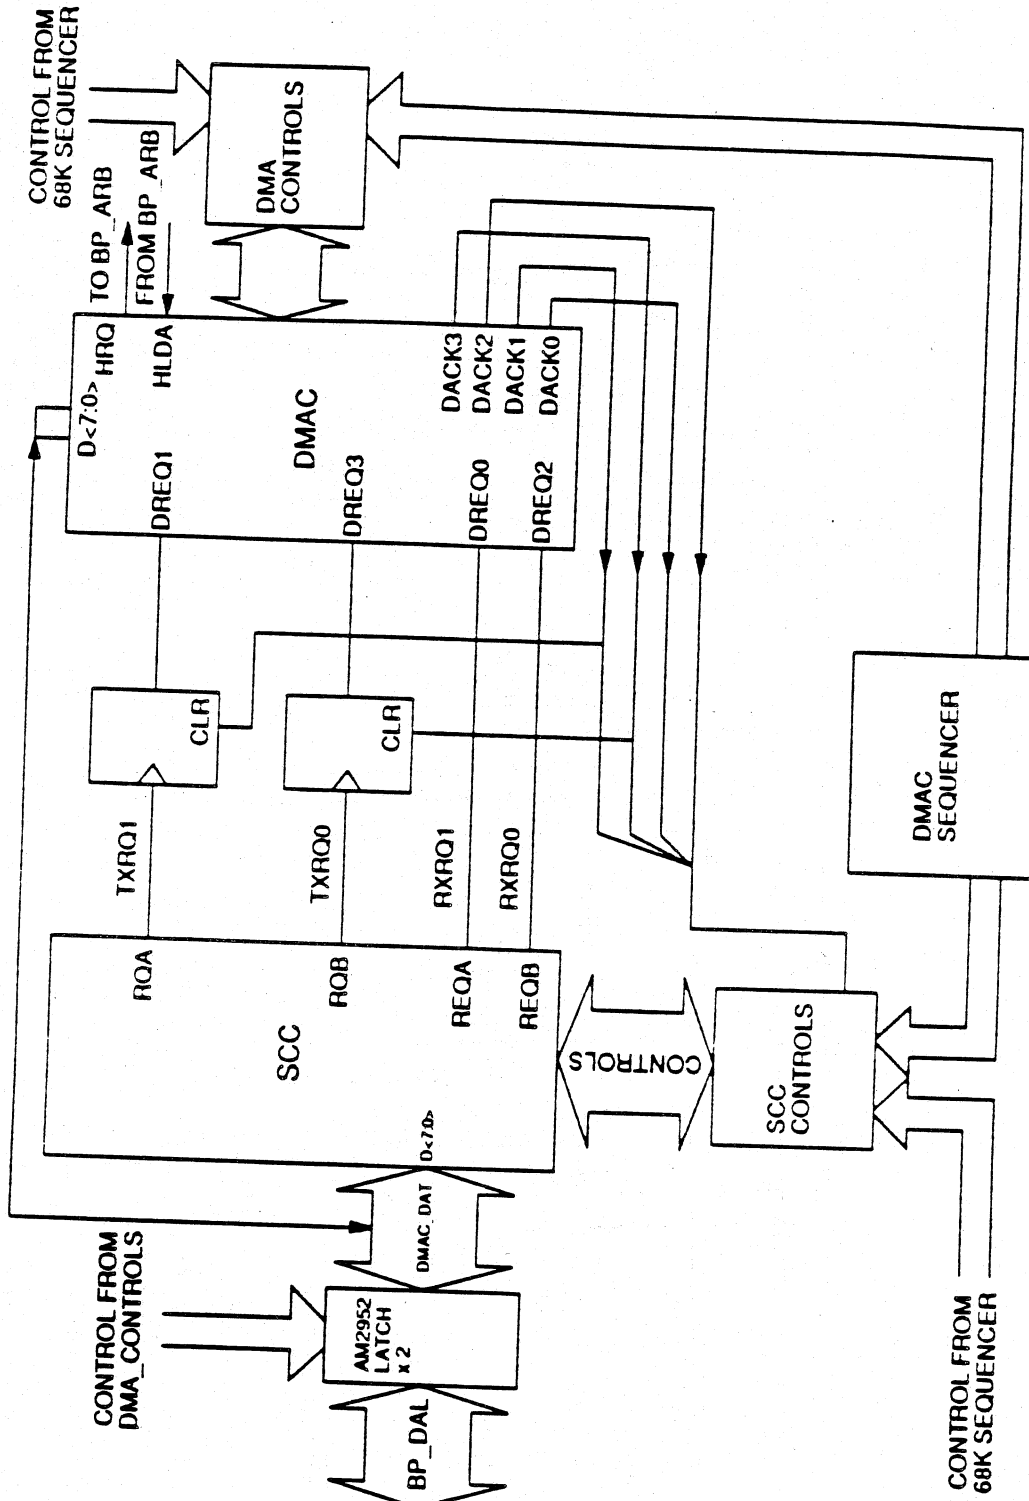 CONTROL FROM
68K SEQUENCER
TO BP_ARB
FROM BP_ARB
DMA
CONTROLS
D<7:0>
HRQ
HLDA
DREQ1
DREQ3
DREQ0
DREQ2
DMAC
DACK3
DACK2
DACK1
DACK0
CLR
CLR
TXRQ1
TXRQ0
RXRQ1
RXRQ0
DMAC
SEQUENCER
RQA
RQB
REQA
REQB
SCC
D<7:0>
CONTROLS
SCC
CONTROLS
DMAC_DAT
CONTROL FROM
DMA_CONTROLS
AM2952
LATCH
x 2
BP_DAL
CONTROL FROM
68K SEQUENCER